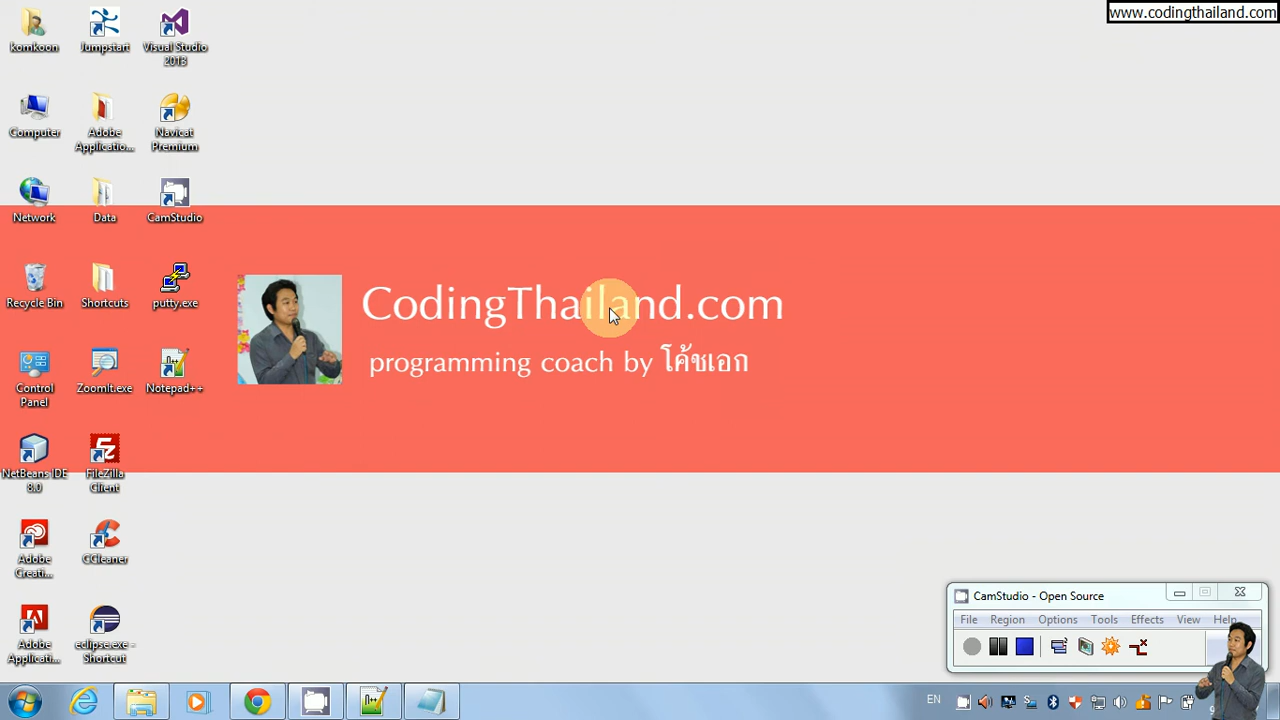 www.codingthailand.com
komkoon
Jumpstart
Visual Studio
2013
Computer
Adobe
Applicatio...
Navicat
Premium
Network
Data
CamStudio
Recycle Bin
Shortcuts
putty.exe
CodingThailand.com
programming coach by โค้ชเอก
Control
Panel
ZoomIt.exe
Notepad++
NetBeans IDE
8.0
FileZilla
Client
Adobe
Creati...
CCleaner
Adobe
Applicati...
eclipse.exe -
Shortcut
CamStudio - Open Source
File Region Options Tools Effects View Help
EN